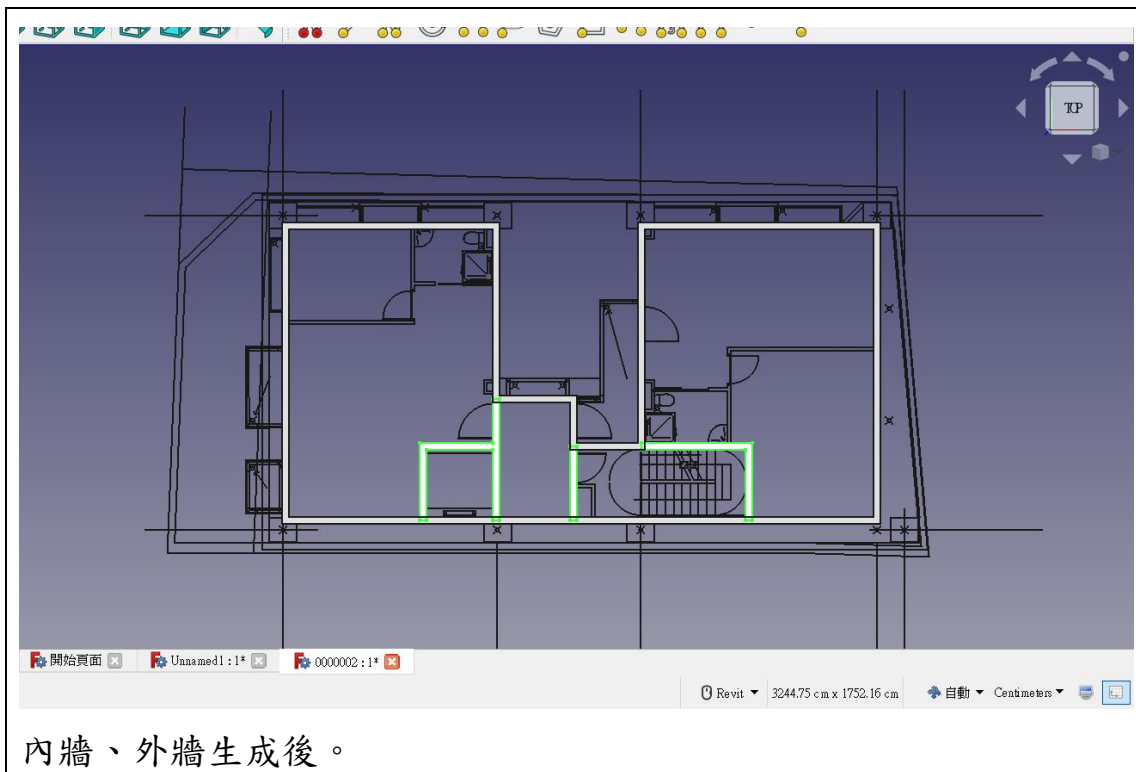 TOP
開始頁面
Unnamed1 : 1*
0000002 : 1*
Revit
3244.75 cm x 1752.16 cm
自動
Centimeters
內牆、外牆生成後。